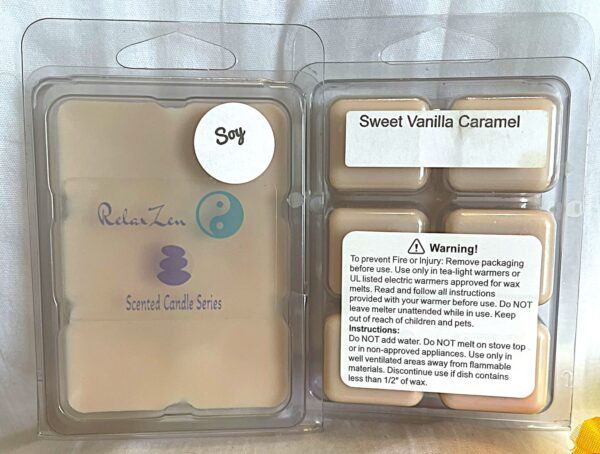 Soy
RelaxZen
Scented Candle Series
Sweet Vanilla Caramel
Warning!
To prevent Fire or Injury: Remove packaging
before use. Use only in tea-light warmers or
UL listed electric warmers approved for wax
melts. Read and follow all instructions
provided with your warmer before use. Do NOT
leave melter unattended while in use. Keep
out of reach of children and pets.
Instructions:
Do NOT add water. Do NOT melt on stove top
or in non-approved appliances. Use only in
well ventilated areas away from flammable
materials. Discontinue use if dish contains
less than 1/2" of wax.